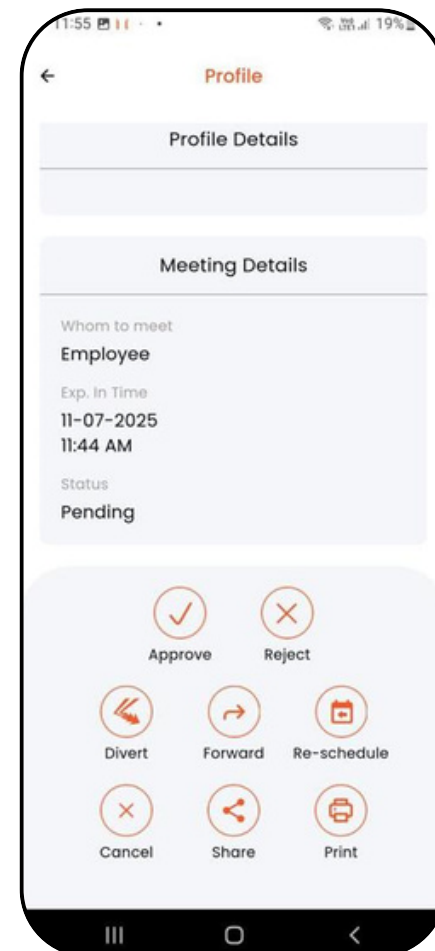 11:55 19%
Profile
Profile Details
Meeting Details
Whom to meet
Employee
Exp. In Time
11-07-2025
11:44 AM
Status
Pending
Approve Reject
Divert Forward Re-schedule
Cancel Share Print